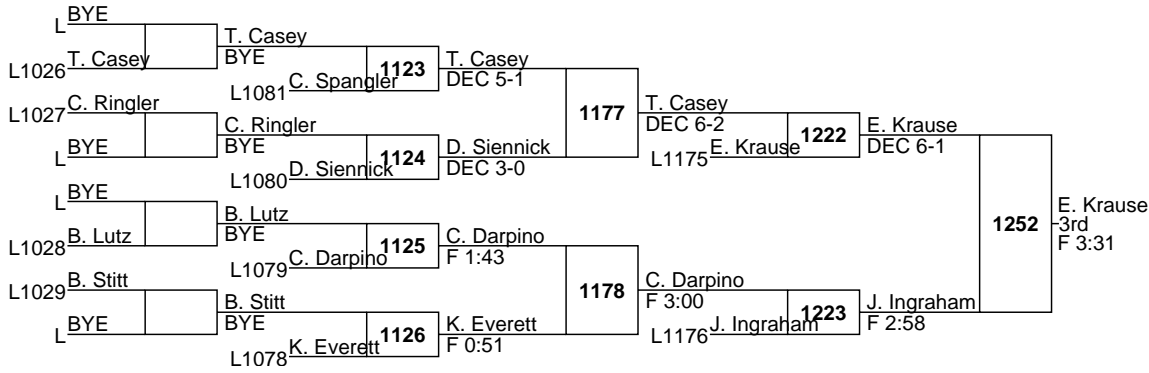 L BYE
L1026 T. Casey
L1027 C. Ringler
L BYE
L BYE
L1028 B. Lutz
L1029 B. Stitt
L BYE
T. Casey
BYE
L1081 C. Spangler
1123
C. Ringler
BYE
L1080 D. Siennick
1124
B. Lutz
BYE
L1079 C. Darpino
1125
B. Stitt
BYE
L1078 K. Everett
1126
T. Casey
DEC 5-1
1177
D. Siennick
DEC 3-0
C. Darpino
F 1:43
1178
K. Everett
F 0:51
T. Casey
DEC 6-2
L1175 E. Krause
1222
C. Darpino
F 3:00
L1176 J. Ingraham
1223
E. Krause
DEC 6-1
1252
J. Ingraham
F 2:58
E. Krause
3rd
F 3:31